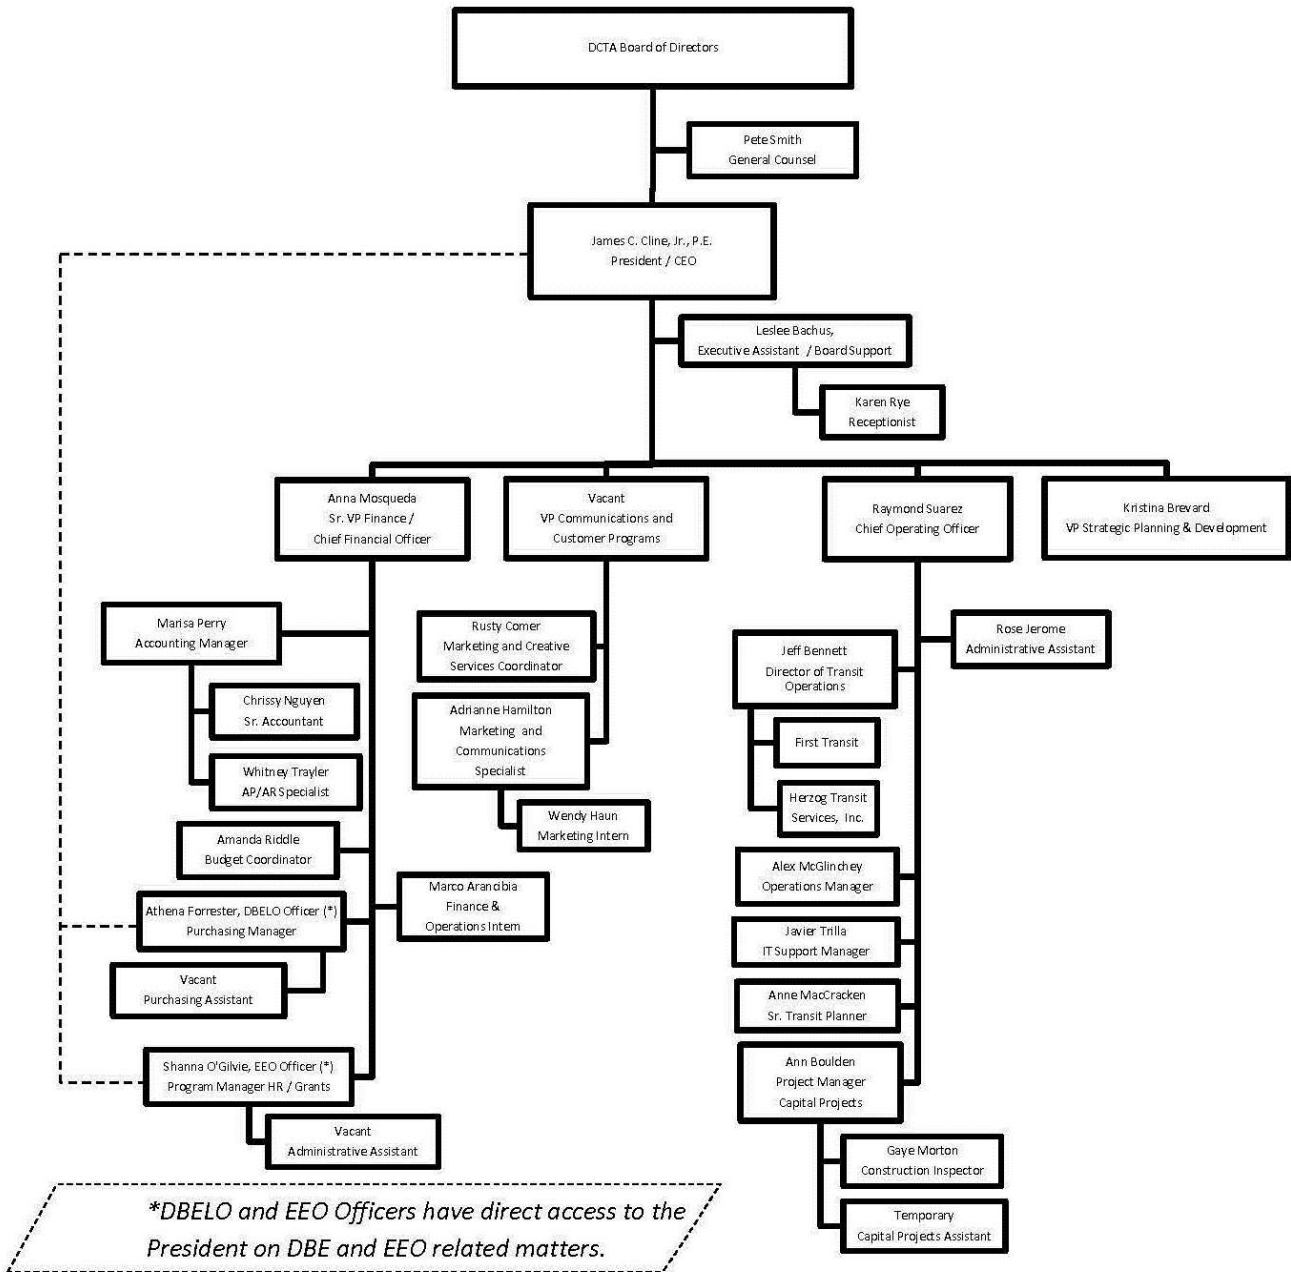 DCTA Board of Directors
Pete Smith
General Counsel
James C. Cline, Jr., P.E.
President / CEO
Leslee Bachus,
Executive Assistant / Board Support
Karen Rye
Receptionist
Anna Mosqueda
Sr. VP Finance /
Chief Financial Officer
Vacant
VP Communications and
Customer Programs
Raymond Suarez
Chief Operating Officer
Kristina Brevard
VP Strategic Planning & Development
Marisa Perry
Accounting Manager
Chrissy Nguyen
Sr. Accountant
Whitney Trayler
AP/AR Specialist
Amanda Riddle
Budget Coordinator
Athena Forrester, DBELO Officer (*)
Purchasing Manager
Vacant
Purchasing Assistant
Marco Arancibia
Finance &
Operations Intern
Shanna O'Gilvie, EEO Officer (*)
Program Manager HR / Grants
Vacant
Administrative Assistant
Rusty Comer
Marketing and Creative
Services Coordinator
Adrianne Hamilton
Marketing and
Communications
Specialist
Wendy Haun
Marketing Intern
Rose Jerome
Administrative Assistant
Jeff Bennett
Director of Transit
Operations
First Transit
Herzog Transit
Services, Inc.
Alex McGlinchey
Operations Manager
Javier Trilla
IT Support Manager
Anne MacCracken
Sr. Transit Planner
Ann Boulden
Project Manager
Capital Projects
Gaye Morton
Construction Inspector
Temporary
Capital Projects Assistant
*DBELO and EEO Officers have direct access to the
President on DBE and EEO related matters.